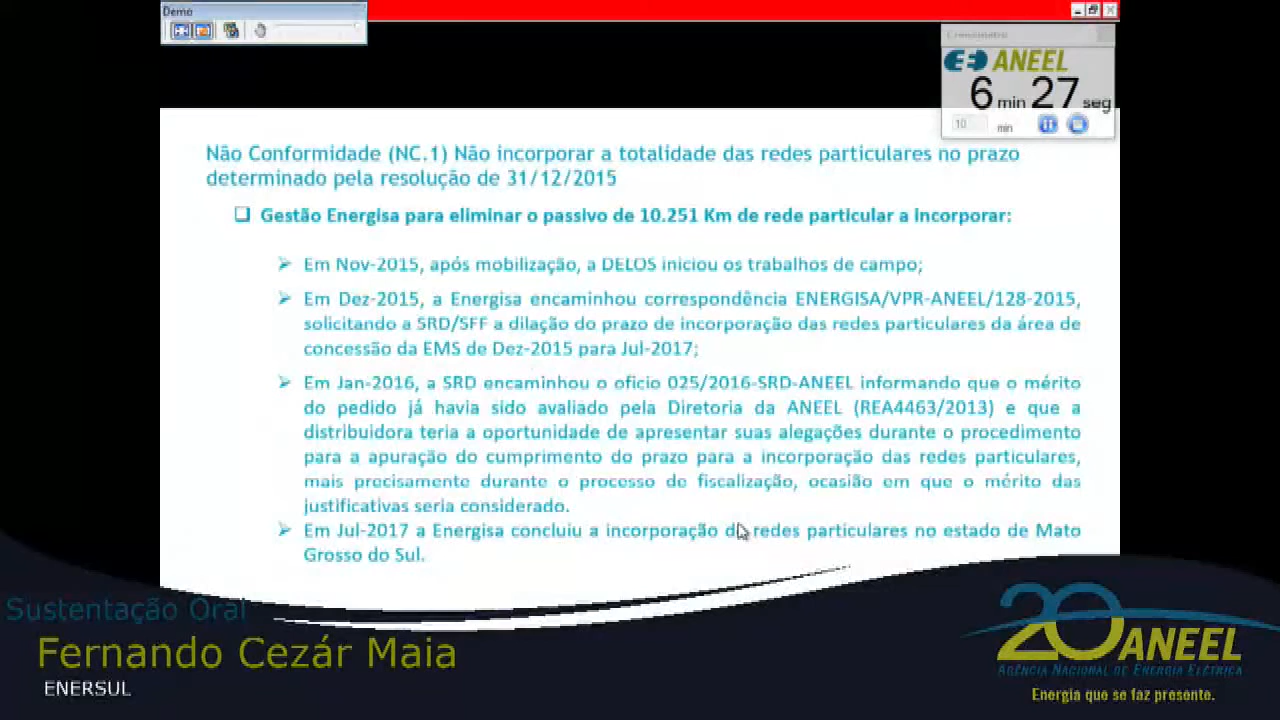 Demo
Cronometro
ANEEL
6 min 27 seg
10 min
Não Conformidade (NC.1) Não incorporar a totalidade das redes particulares no prazo
determinado pela resolução de 31/12/2015
Gestão Energisa para eliminar o passivo de 10.251 Km de rede particular a incorporar:
Em Nov-2015, após mobilização, a DELOS iniciou os trabalhos de campo;
Em Dez-2015, a Energisa encaminhou correspondência ENERGISA/VPR-ANEEL/128-2015,
solicitando a SRD/SFF a dilação do prazo de incorporação das redes particulares da área de
concessão da EMS de Dez-2015 para Jul-2017;
Em Jan-2016, a SRD encaminhou o oficio 025/2016-SRD-ANEEL informando que o mérito
do pedido já havia sido avaliado pela Diretoria da ANEEL (REA4463/2013) e que a
distribuidora teria a oportunidade de apresentar suas alegações durante o procedimento
para a apuração do cumprimento do prazo para a incorporação das redes particulares,
mais precisamente durante o processo de fiscalização, ocasião em que o mérito das
justificativas seria considerado.
Em Jul-2017 a Energisa concluiu a incorporação de redes particulares no estado de Mato
Grosso do Sul.
Sustentação Oral
Fernando Cezár Maia
ENERSUL
20 ANEEL
AGÊNCIA NACIONAL DE ENERGIA ELÉTRICA
Energia que se faz presente.